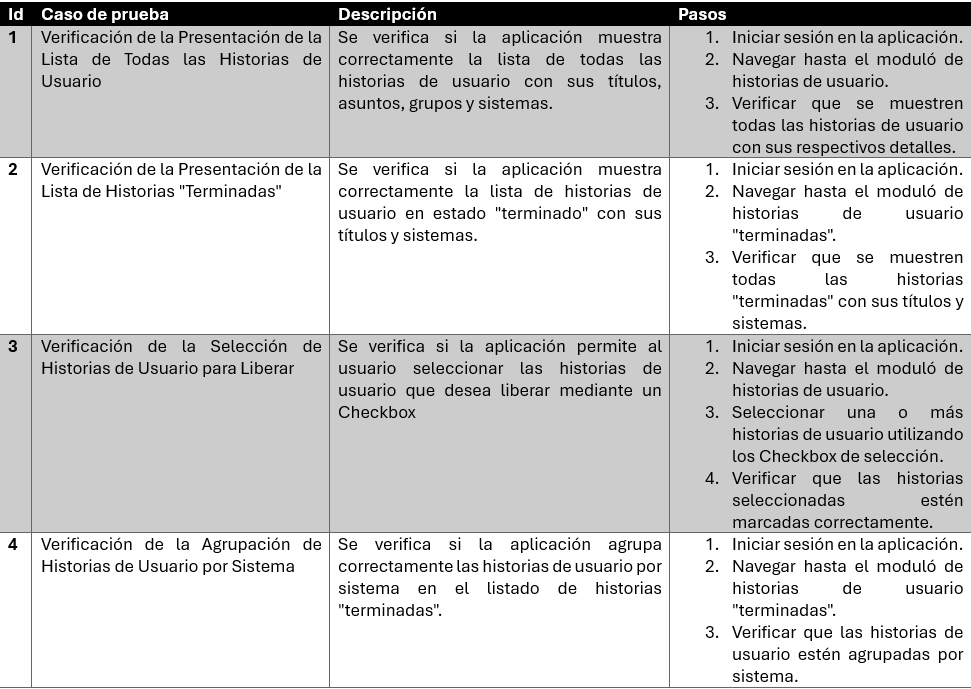 Id Caso de prueba Descripción Pasos
1 Verificación de la Presentación de la
Lista de Todas las Historias de
Usuario
Se verifica si la aplicación muestra
correctamente la lista de todas las
historias de usuario con sus títulos,
asuntos, grupos y sistemas.
1. Iniciar sesión en la aplicación.
2. Navegar hasta el moduló de
historias de usuario.
3. Verificar que se muestren
todas las historias de usuario
con sus respectivos detalles.
2 Verificación de la Presentación de la
Lista de Historias "Terminadas"
Se verifica si la aplicación muestra
correctamente la lista de historias de
usuario en estado "terminado" con sus
títulos y sistemas.
1. Iniciar sesión en la aplicación.
2. Navegar hasta el moduló de
historias de usuario
"terminadas".
3. Verificar que se muestren
todas las historias
"terminadas" con sus títulos y
sistemas.
3 Verificación de la Selección de
Historias de Usuario para Liberar
Se verifica si la aplicación permite al
usuario seleccionar las historias de
usuario que desea liberar mediante un
Checkbox
1. Iniciar sesión en la aplicación.
2. Navegar hasta el moduló de
historias de usuario.
3. Seleccionar una o más
historias de usuario utilizando
los Checkbox de selección.
4. Verificar que las historias
seleccionadas estén
marcadas correctamente.
4 Verificación de la Agrupación de
Historias de Usuario por Sistema
Se verifica si la aplicación agrupa
correctamente las historias de usuario por
sistema en el listado de historias
"terminadas".
1. Iniciar sesión en la aplicación.
2. Navegar hasta el moduló de
historias de usuario
"terminadas".
3. Verificar que las historias de
usuario estén agrupadas por
sistema.